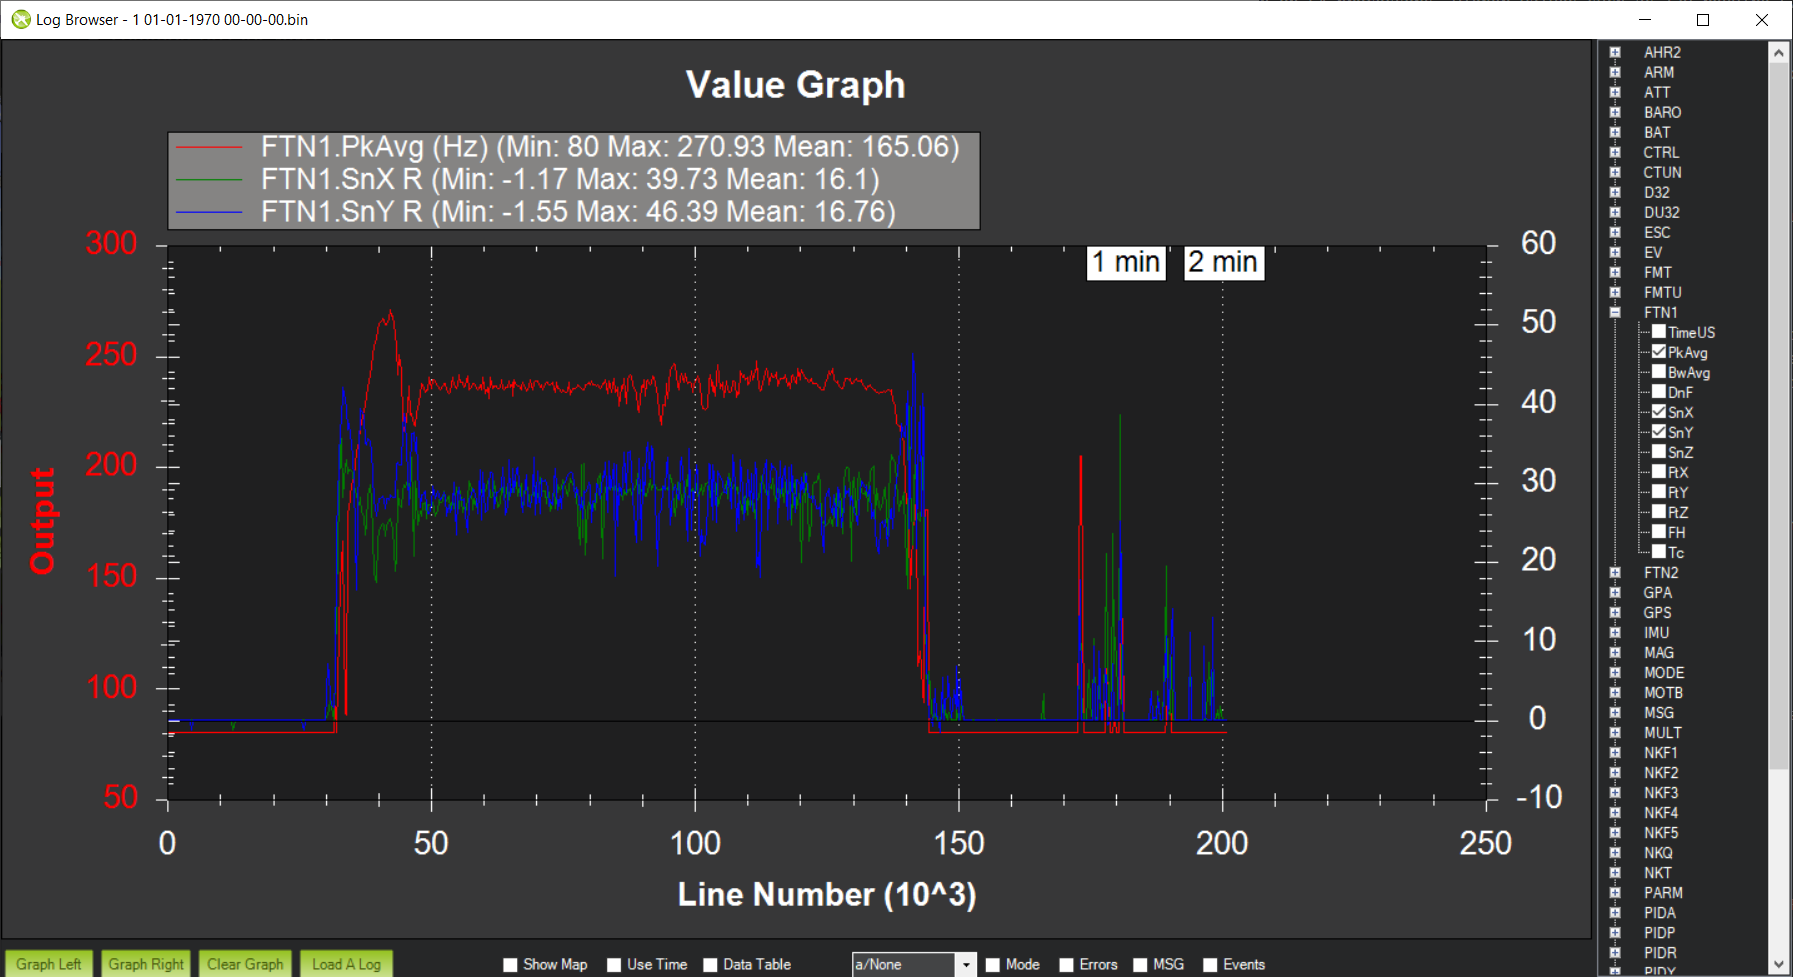 Log Browser - 1 01-01-1970 00-00-00.bin
Value Graph
FTN1.PkAvg (Hz) (Min: 80 Max: 270.93 Mean: 165.06)
FTN1.SnX R (Min: -1.17 Max: 39.73 Mean: 16.1)
FTN1.SnY R (Min: -1.55 Max: 46.39 Mean: 16.76)
1 min
2 min
Output
300
250
200
150
100
50
60
50
40
30
20
10
0
-10
0 50 100 150 200 250
Line Number (10^3)
AHR2
ARM
ATT
BARO
BAT
CTRL
CTUN
D32
DU32
ESC
EV
FMT
FMTU
FTN1
TimeUS
PkAvg
BwAvg
DnF
SnX
SnY
SnZ
FtX
FtY
FtZ
FH
Tc
FTN2
GPA
GPS
IMU
MAG
MODE
MOTB
MSG
MULT
NKF1
NKF2
NKF3
NKF4
NKF5
NKQ
NKT
PARM
PIDA
PIDP
PIDR
PIDY
Graph Left Graph Right Clear Graph Load A Log Show Map Use Time Data Table a/None Mode Errors MSG Events